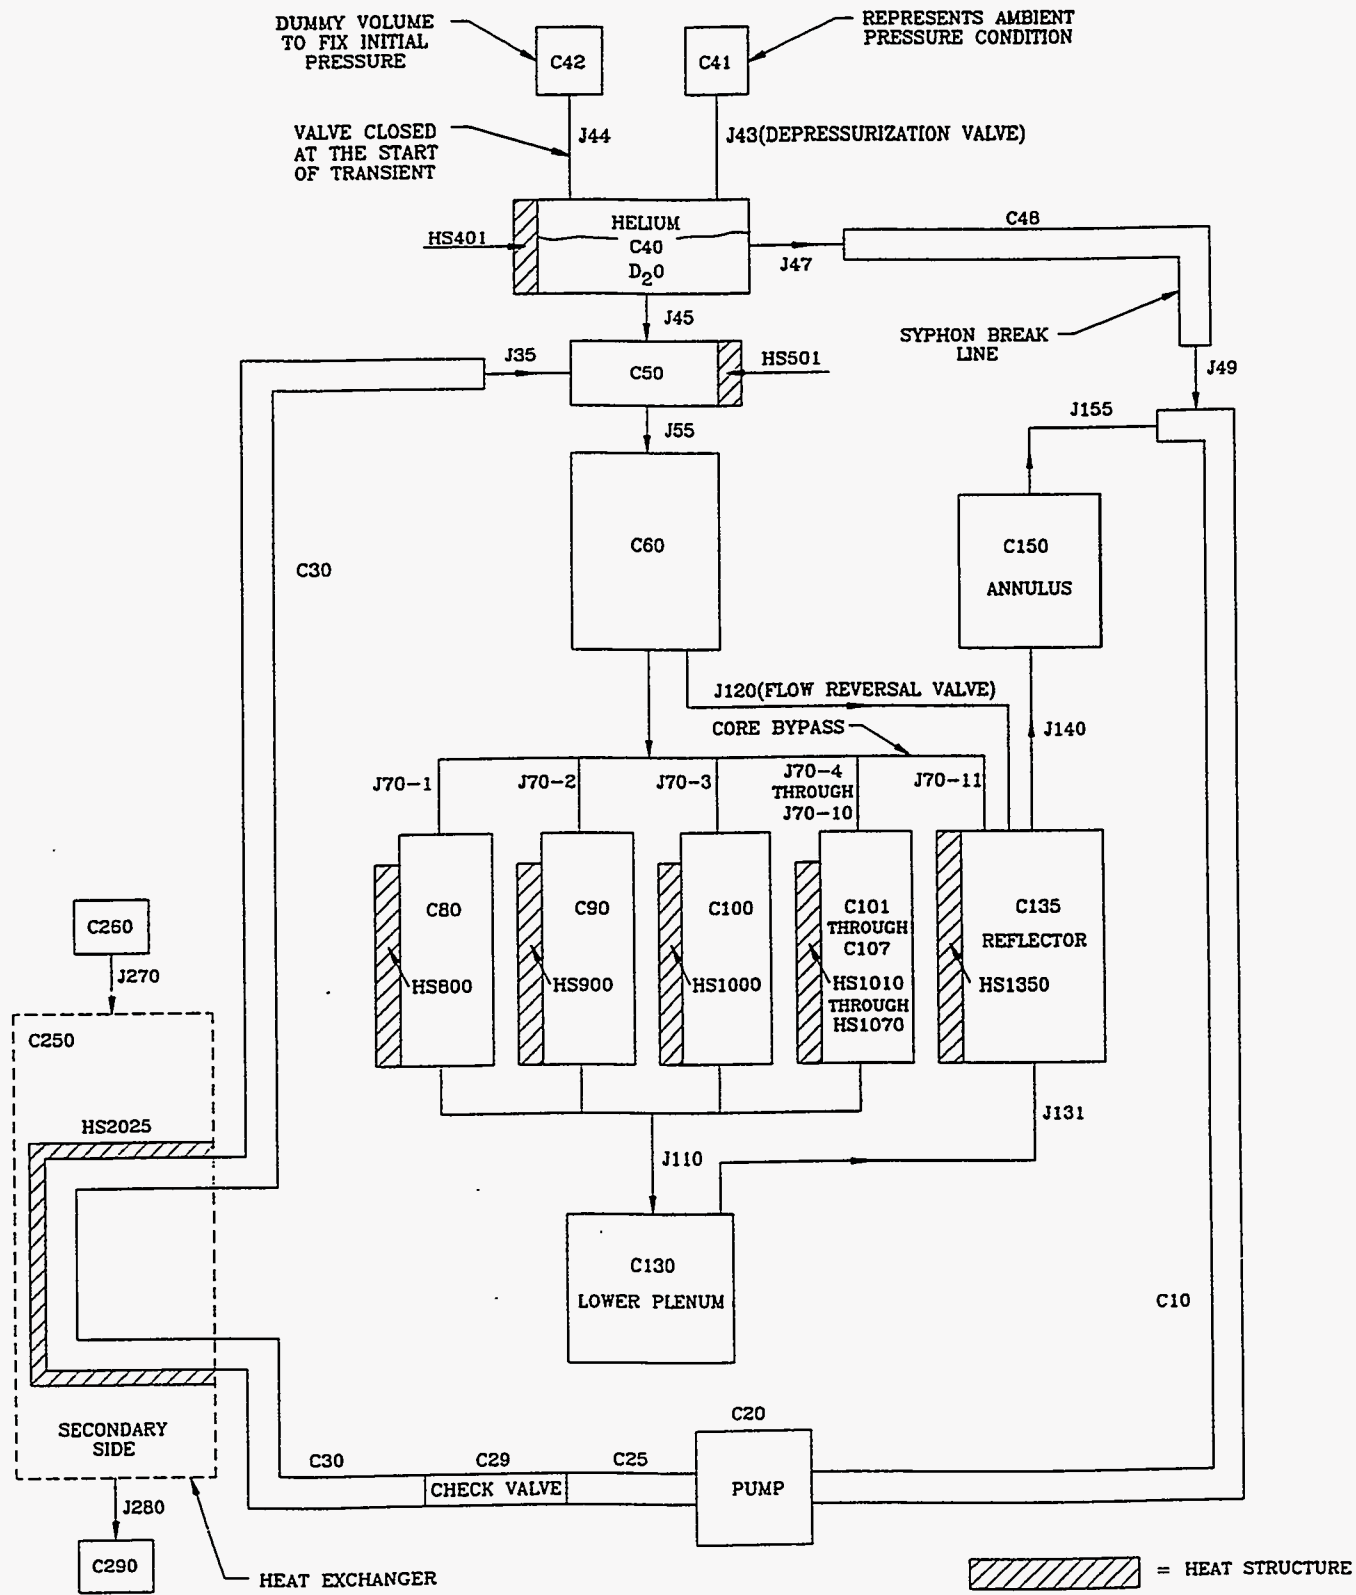 DUMMY VOLUME
TO FIX INITIAL
PRESSURE
C42
C41
REPRESENTS AMBIENT
PRESSURE CONDITION
VALVE CLOSED
AT THE START
OF TRANSIENT
J44
J43(DEPRESSURIZATION VALVE)
HELIUM
C40
D2O
HS401
J47
C48
J45
SYPHON BREAK
LINE
J35
C50
HS501
J49
J55
J155
C60
C150
ANNULUS
C30
J120(FLOW REVERSAL VALVE)
CORE BYPASS
J140
J70-1
J70-2
J70-3
J70-4
THROUGH
J70-10
J70-11
C80
HS800
C90
HS900
C100
HS1000
C101
THROUGH
C107
HS1010
THROUGH
HS1070
C135
REFLECTOR
HS1350
C260
J270
C250
HS2025
J131
J110
C130
LOWER PLENUM
C10
SECONDARY
SIDE
C30
C29
CHECK VALVE
C25
C20
PUMP
J280
C290
HEAT EXCHANGER
= HEAT STRUCTURE